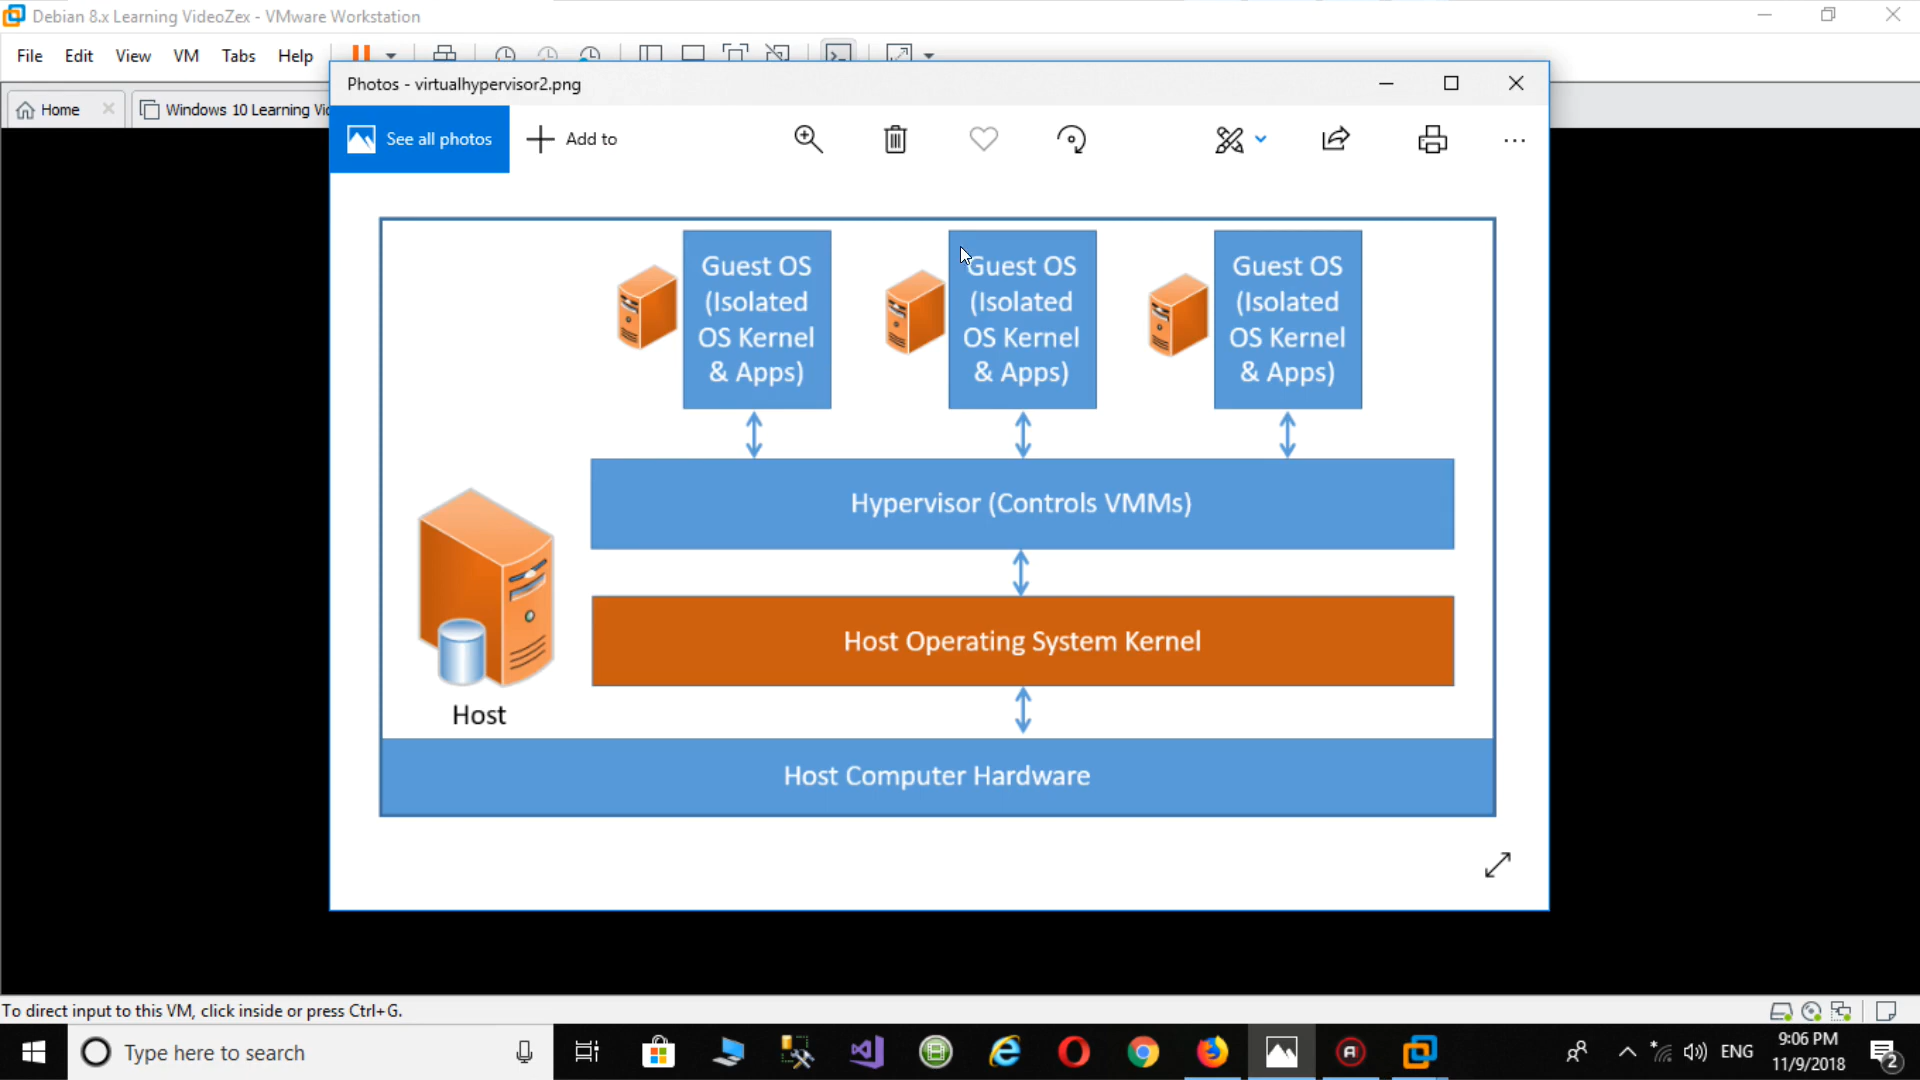 Debian 8.x Learning VideoZex - VMware Workstation
File Edit View VM Tabs Help
Photos - virtualhypervisor2.png
Home
Windows 10 Learning Vi
See all photos
Add to
Guest OS
(Isolated
OS Kernel
& Apps)
Guest OS
(Isolated
OS Kernel
& Apps)
Guest OS
(Isolated
OS Kernel
& Apps)
Hypervisor (Controls VMMs)
Host Operating System Kernel
Host
Host Computer Hardware
To direct input to this VM, click inside or press Ctrl+G.
Type here to search
ENG
9:06 PM
11/9/2018
2